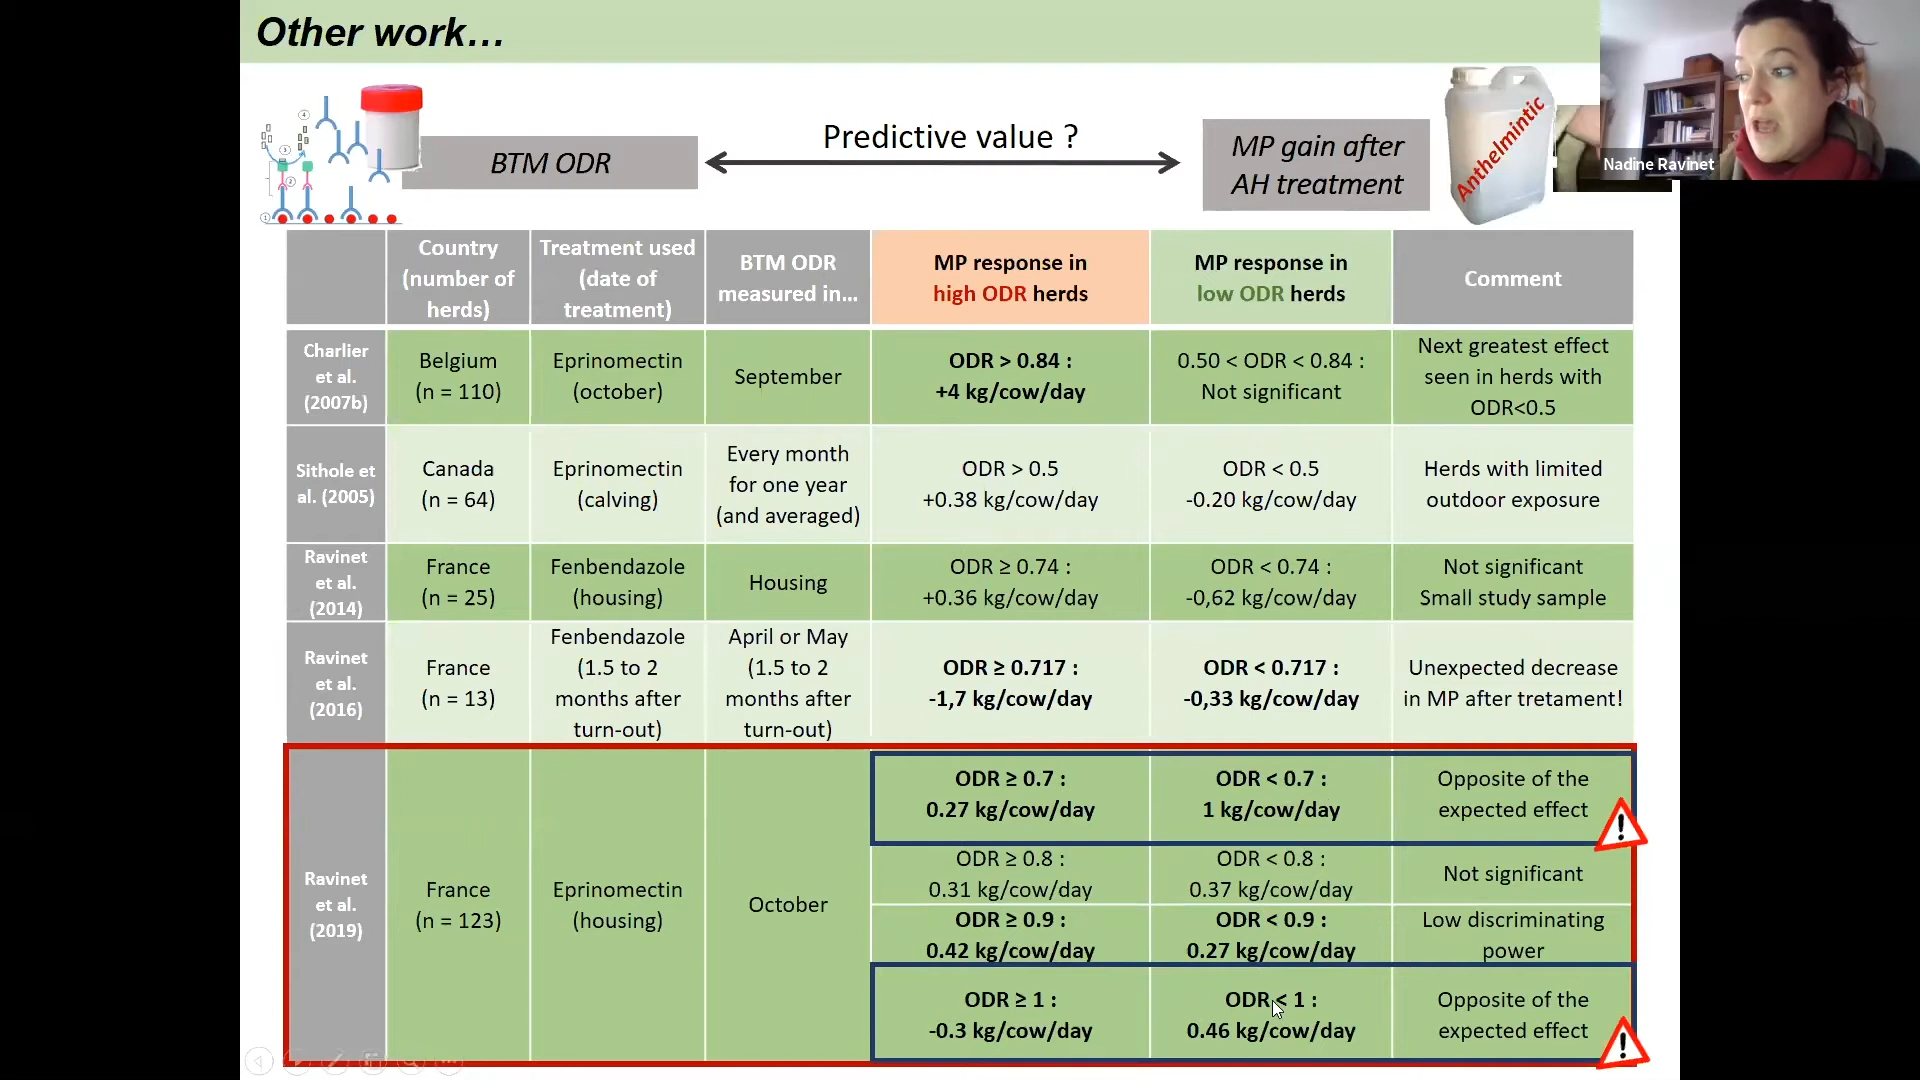 Other work…
Nadine Ravinet
BTM ODR
Predictive value ?
MP gain after
AH treatment
Anthelmintic
Country
(number of
herds)
Treatment used
(date of
treatment)
BTM ODR
measured in…
MP response in
high ODR herds
MP response in
low ODR herds
Comment
Charlier
et al.
(2007b)
Belgium
(n = 110)
Eprinomectin
(october)
September
ODR > 0.84 :
+4 kg/cow/day
0.50 < ODR < 0.84 :
Not significant
Next greatest effect
seen in herds with
ODR<0.5
Sithole et
al. (2005)
Canada
(n = 64)
Eprinomectin
(calving)
Every month
for one year
(and averaged)
ODR > 0.5
+0.38 kg/cow/day
ODR < 0.5
-0.20 kg/cow/day
Herds with limited
outdoor exposure
Ravinet
et al.
(2014)
France
(n = 25)
Fenbendazole
(housing)
Housing
ODR ≥ 0.74 :
+0.36 kg/cow/day
ODR < 0.74 :
-0,62 kg/cow/day
Not significant
Small study sample
Ravinet
et al.
(2016)
France
(n = 13)
Fenbendazole
(1.5 to 2
months after
turn-out)
April or May
(1.5 to 2
months after
turn-out)
ODR ≥ 0.717 :
-1,7 kg/cow/day
ODR < 0.717 :
-0,33 kg/cow/day
Unexpected decrease
in MP after tretament!
Ravinet
et al.
(2019)
France
(n = 123)
Eprinomectin
(housing)
October
ODR ≥ 0.7 :
0.27 kg/cow/day
ODR < 0.7 :
1 kg/cow/day
Opposite of the
expected effect
ODR ≥ 0.8 :
0.31 kg/cow/day
ODR < 0.8 :
0.37 kg/cow/day
Not significant
ODR ≥ 0.9 :
0.42 kg/cow/day
ODR < 0.9 :
0.27 kg/cow/day
Low discriminating
power
ODR ≥ 1 :
-0.3 kg/cow/day
ODR < 1 :
0.46 kg/cow/day
Opposite of the
expected effect